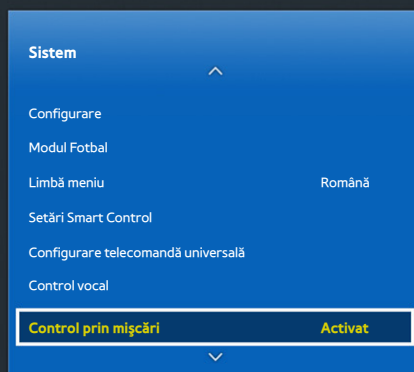 Sistem
Configurare
Modul Fotbal
Limbă meniu Română
Setări Smart Control
Configurare telecomandă universală
Control vocal
Control prin mişcări Activat